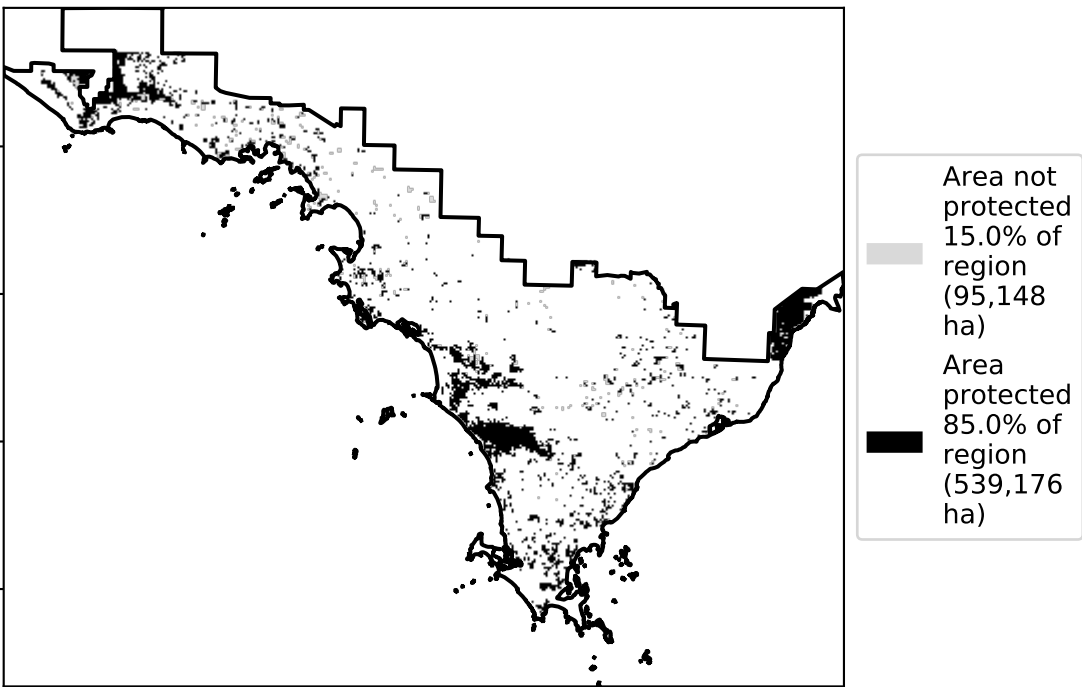 Area not
protected
15.0% of
region
(95,148
ha)
Area
protected
85.0% of
region
(539,176
ha)